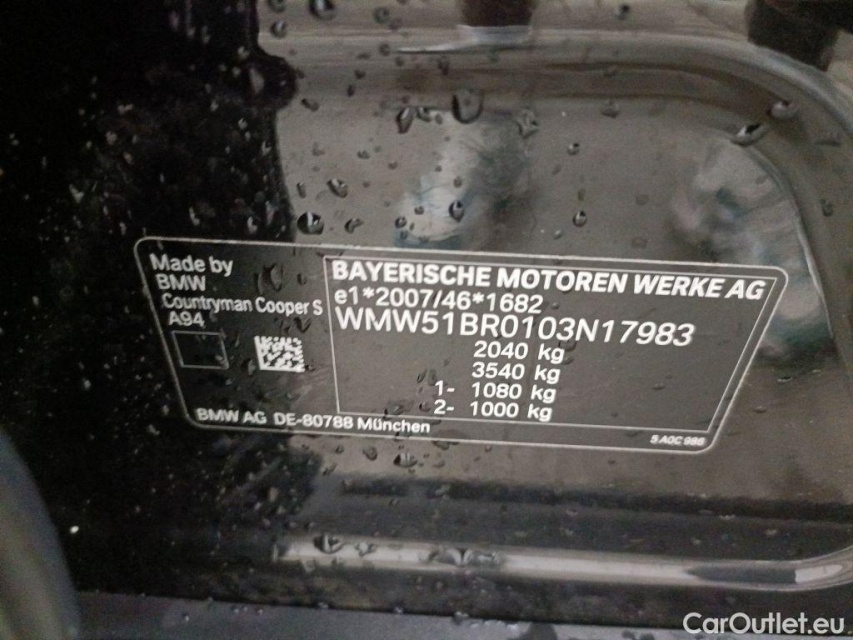 Made by
BMW
Countryman Cooper S
A94
BAYERISCHE MOTOREN WERKE AG
e1*2007/46*1682
WMW51BR0103N17983
2040 kg
3540 kg
1- 1080 kg
2- 1000 kg
BMW AG DE-80788 München
5 A0C 986
CarOutlet.eu